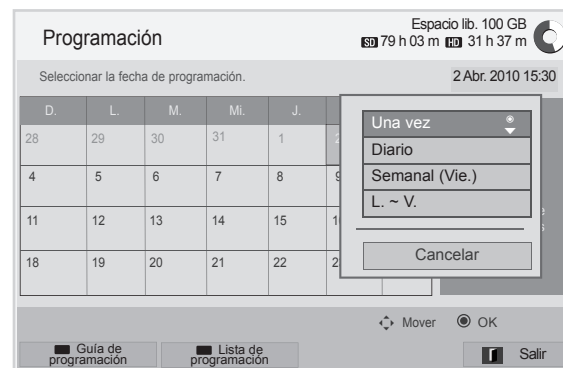 Programación
Espacio lib. 100 GB
SD 79 h 03 m HD 31 h 37 m
Seleccionar la fecha de programación.
2 Abr. 2010 15:30
D. L. M. Mi. J.
28 29 30 31 1
4 5 6 7 8
11 12 13 14 15
18 19 20 21 22
Una vez
Diario
Semanal (Vie.)
L. ~ V.
Cancelar
Mover OK
Guía de programación
Lista de programación
Salir